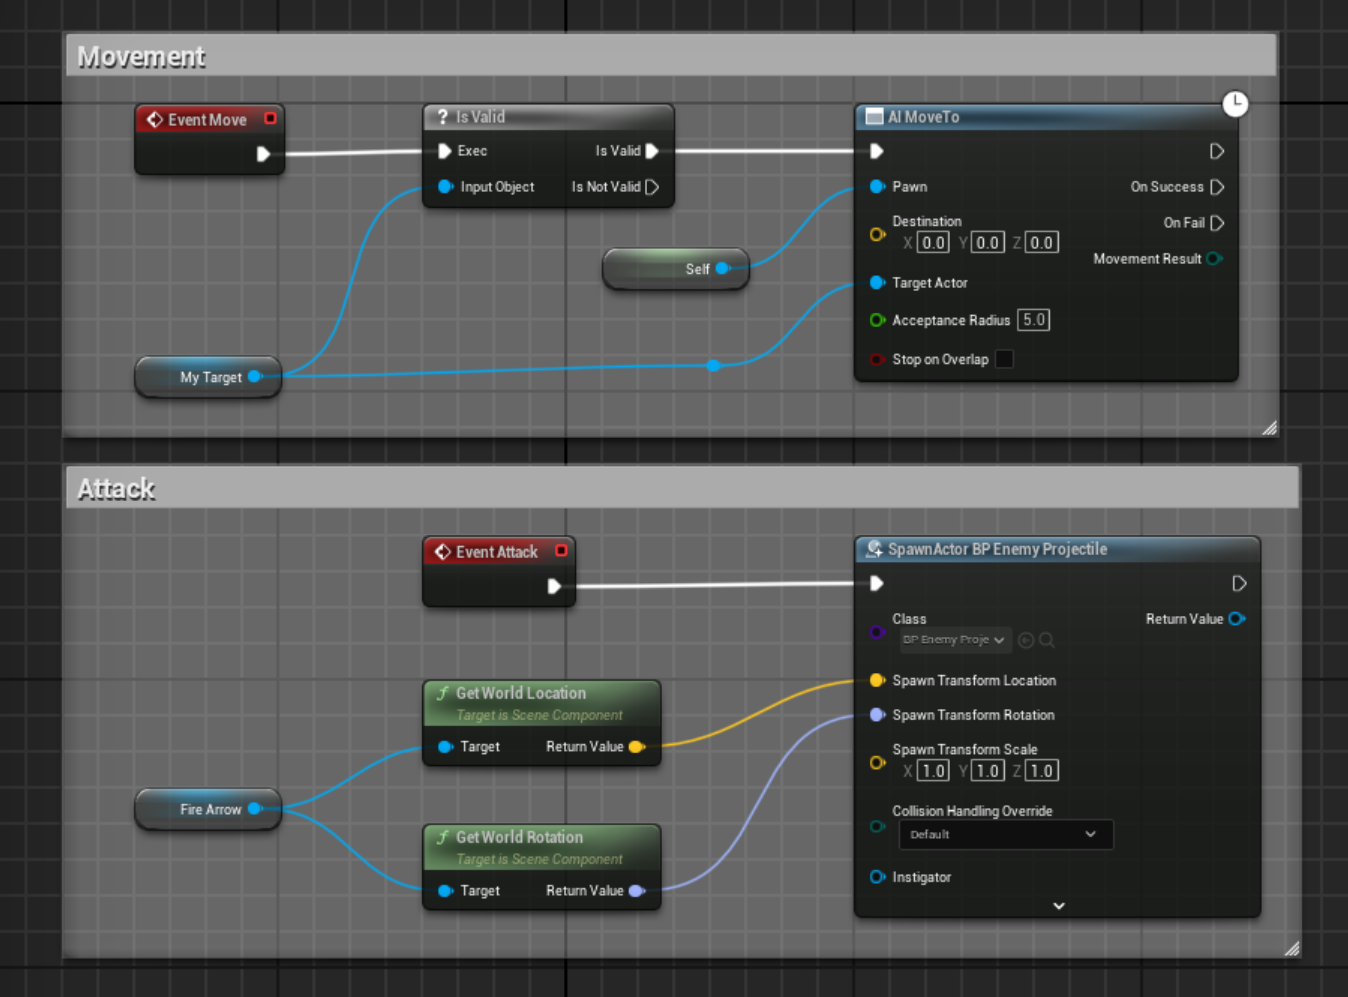 Movement
Event Move
? Is Valid
Exec
Is Valid
Input Object
Is Not Valid
Self
My Target
AI MoveTo
Pawn
On Success
Destination
X 0.0 Y 0.0 Z 0.0
On Fail
Movement Result
Target Actor
Acceptance Radius 5.0
Stop on Overlap
Attack
Event Attack
SpawnActor BP Enemy Projectile
Class
BP Enemy Proje
Return Value
f Get World Location
Target is Scene Component
Target Return Value
Fire Arrow
f Get World Rotation
Target is Scene Component
Target Return Value
Spawn Transform Location
Spawn Transform Rotation
Spawn Transform Scale
X 1.0 Y 1.0 Z 1.0
Collision Handling Override
Default
Instigator